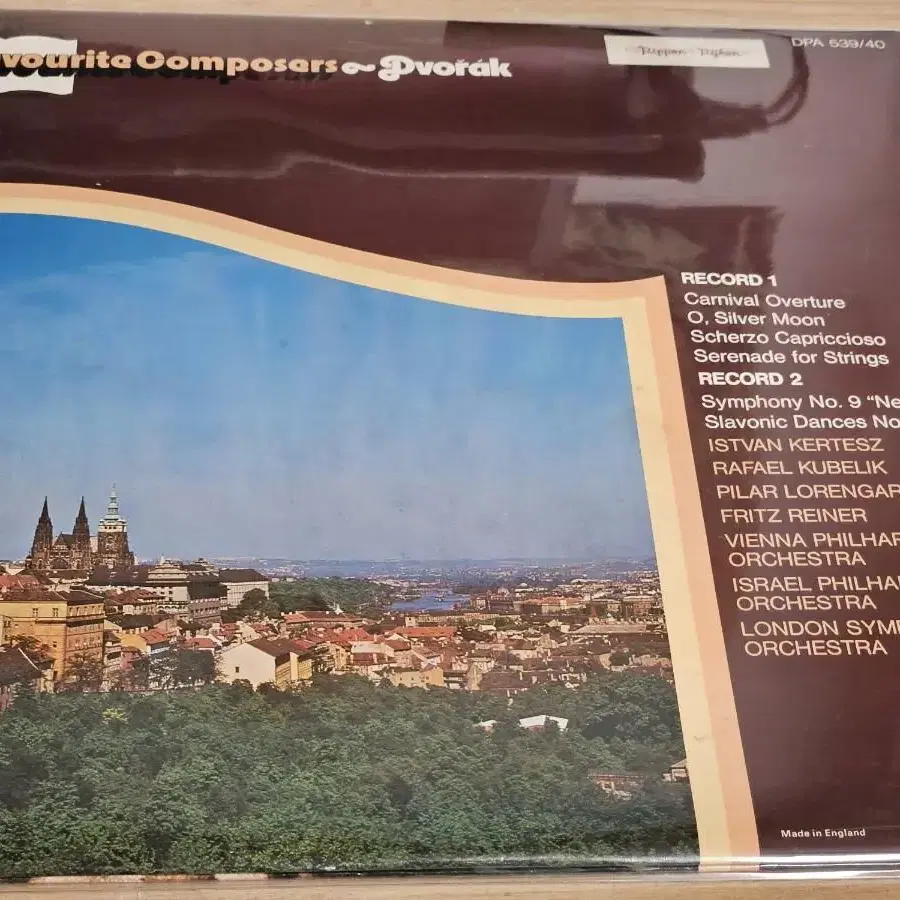 vourite Composers ~ Dvořák
DPA 539/40
RECORD 1
Carnival Overture
O, Silver Moon
Scherzo Capriccioso
Serenade for Strings
RECORD 2
Symphony No. 9 "Ne
Slavonic Dances No
ISTVAN KERTESZ
RAFAEL KUBELIK
PILAR LORENGAR
FRITZ REINER
VIENNA PHILHAR
ORCHESTRA
ISRAEL PHILHA
ORCHESTRA
LONDON SYM
ORCHESTRA
Made in England